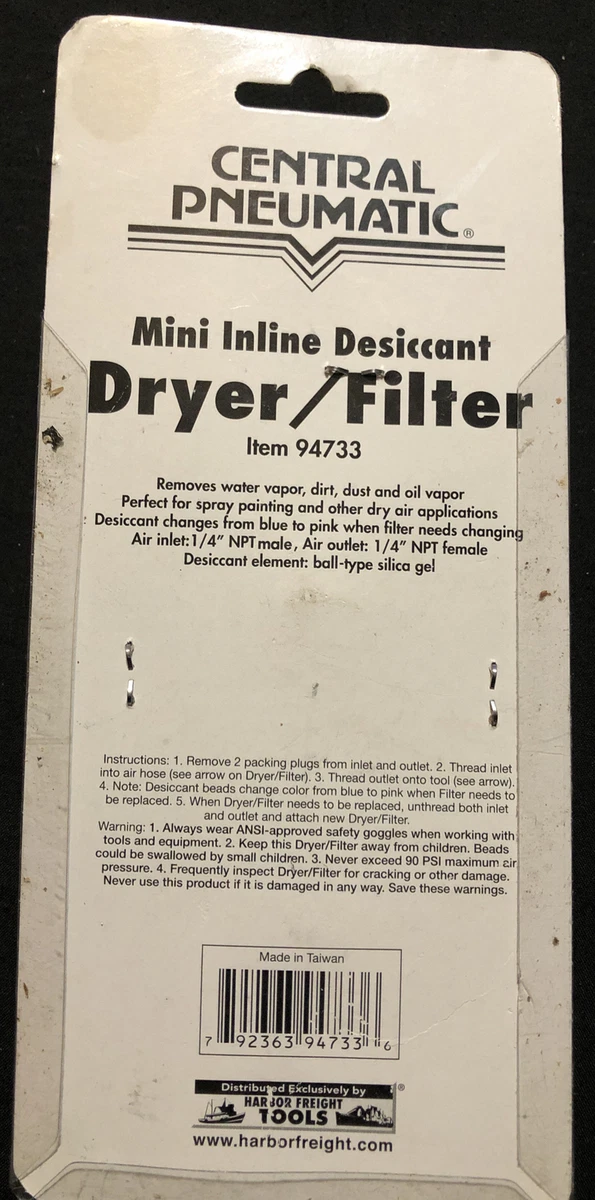 CENTRAL
PNEUMATIC®
Mini Inline Desiccant
Dryer/Filter
Item 94733
Removes water vapor, dirt, dust and oil vapor
Perfect for spray painting and other dry air applications
Desiccant changes from blue to pink when filter needs changing
Air inlet:1/4” NPT male, Air outlet: 1/4” NPT female
Desiccant element: ball-type silica gel
Instructions: 1. Remove 2 packing plugs from inlet and outlet. 2. Thread inlet
into air hose (see arrow on Dryer/Filter). 3. Thread outlet onto tool (see arrow).
4. Note: Desiccant beads change color from blue to pink when Filter needs to
be replaced. 5. When Dryer/Filter needs to be replaced, unthread both inlet
and outlet and attach new Dryer/Filter.
Warning: 1. Always wear ANSI-approved safety goggles when working with
tools and equipment. 2. Keep this Dryer/Filter away from children. Beads
could be swallowed by small children. 3. Never exceed 90 PSI maximum air
pressure. 4. Frequently inspect Dryer/Filter for cracking or other damage.
Never use this product if it is damaged in any way. Save these warnings.
Made in Taiwan
7 92363 94733 6
Distributed Exclusively by ®
HARBOR FREIGHT
TOOLS
www.harborfreight.com